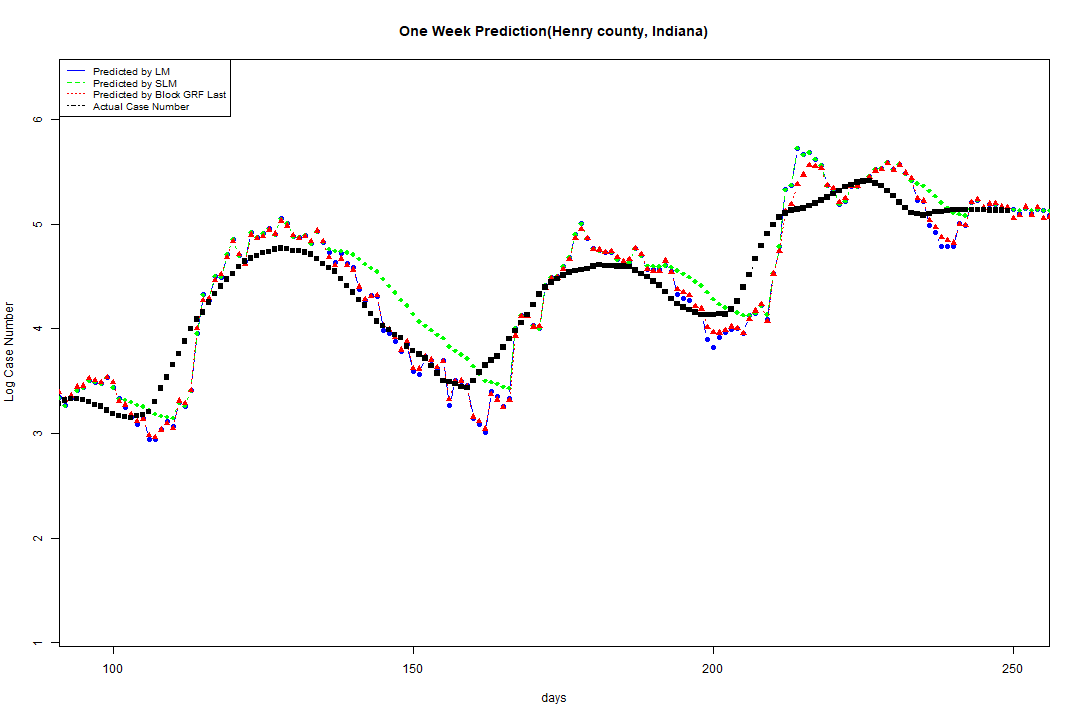 One Week Prediction(Henry county, Indiana)
Predicted by LM
Predicted by SLM
Predicted by Block GRF Last
Actual Case Number
6
5
4
3
2
1
Log Case Number
100
150
200
250
days